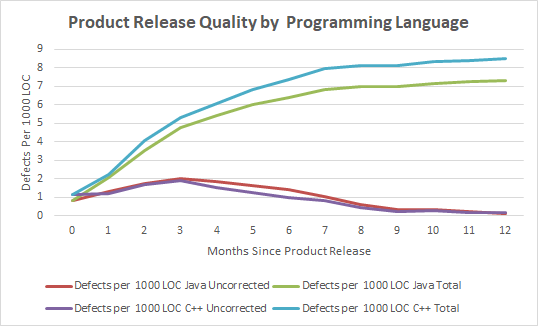 Product Release Quality by Programming Language
9
8
7
6
5
4
3
2
1
0
Defects Per 1000 LOC
0 1 2 3 4 5 6 7 8 9 10 11 12
Months Since Product Release
Defects per 1000 LOC Java Uncorrected Defects per 1000 LOC Java Total
Defects per 1000 LOC C++ Uncorrected Defects per 1000 LOC C++ Total